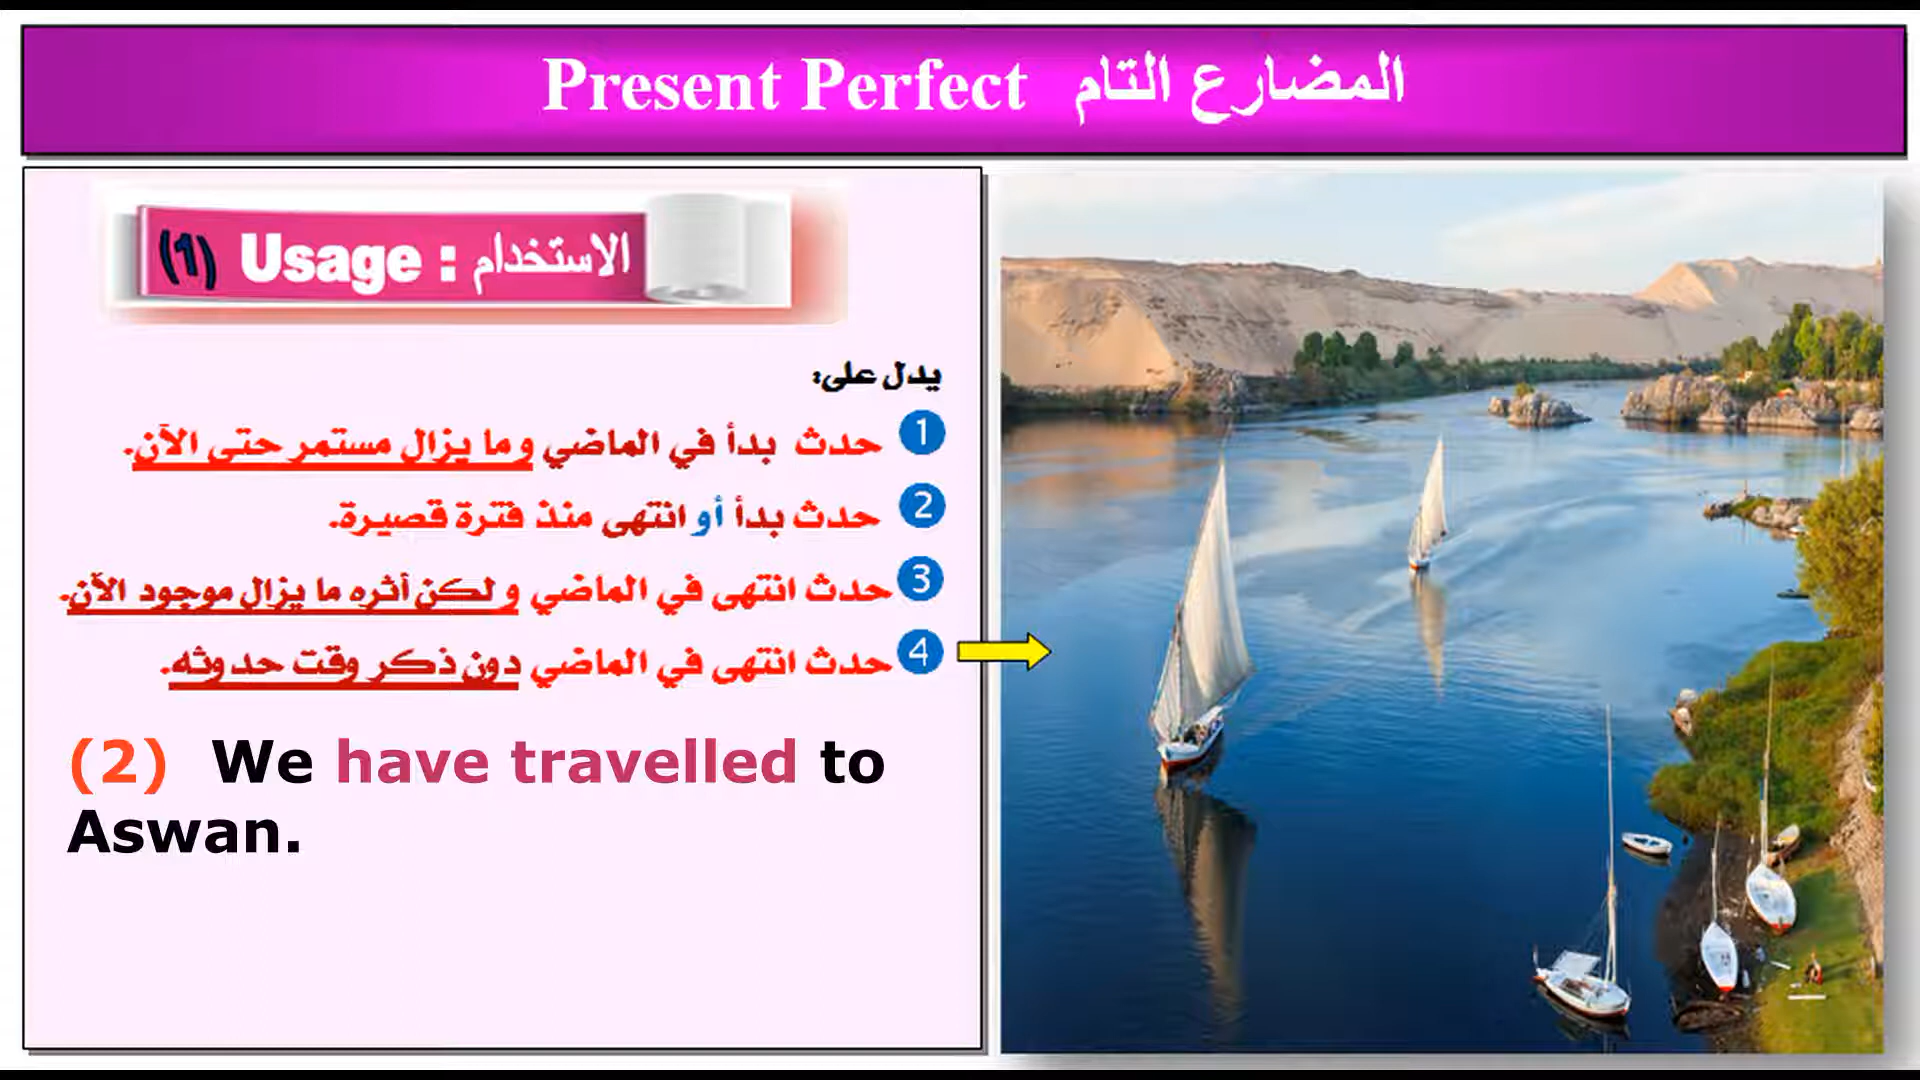 Present Perfect المضارع التام
(1) Usage : الاستخدام
يدل على:
1 حدث بدأ في الماضي وما يزال مستمر حتى الآن.
2 حدث بدأ أو انتهى منذ فترة قصيرة.
3 حدث انتهى في الماضي ولكن أثره ما يزال موجود الآن.
4 حدث انتهى في الماضي دون ذكر وقت حدوثه.
(2) We have travelled to
Aswan.